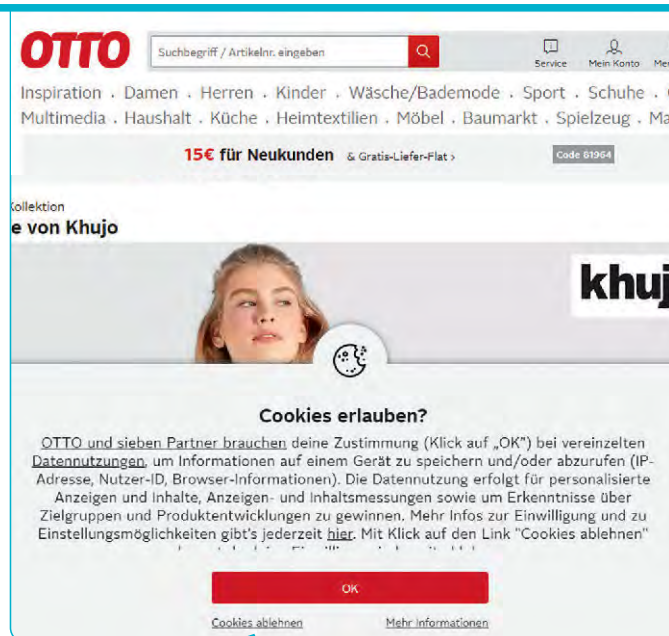 OTTO
Suchbegriff / Artikelnr. eingeben
Service Mein Konto
Inspiration . Damen . Herren . Kinder . Wäsche/Bademode . Sport . Schuhe .
Multimedia . Haushalt . Küche . Heimtextilien . Möbel . Baumarkt . Spielzeug . Ma
15€ für Neukunden & Gratis-Liefer-Flat › Code 61964
Kollektion
e von Khujo
khuj
Cookies erlauben?
OTTO und sieben Partner brauchen deine Zustimmung (Klick auf „OK") bei vereinzelten
Datennutzungen, um Informationen auf einem Gerät zu speichern und/oder abzurufen (IP-
Adresse, Nutzer-ID, Browser-Informationen). Die Datennutzung erfolgt für personalisierte
Anzeigen und Inhalte, Anzeigen- und Inhaltsmessungen sowie um Erkenntnisse über
Zielgruppen und Produktentwicklungen zu gewinnen. Mehr Infos zur Einwilligung und zu
Einstellungsmöglichkeiten gibt's jederzeit hier. Mit Klick auf den Link "Cookies ablehnen"
OK
Cookies ablehnen Mehr Informationen